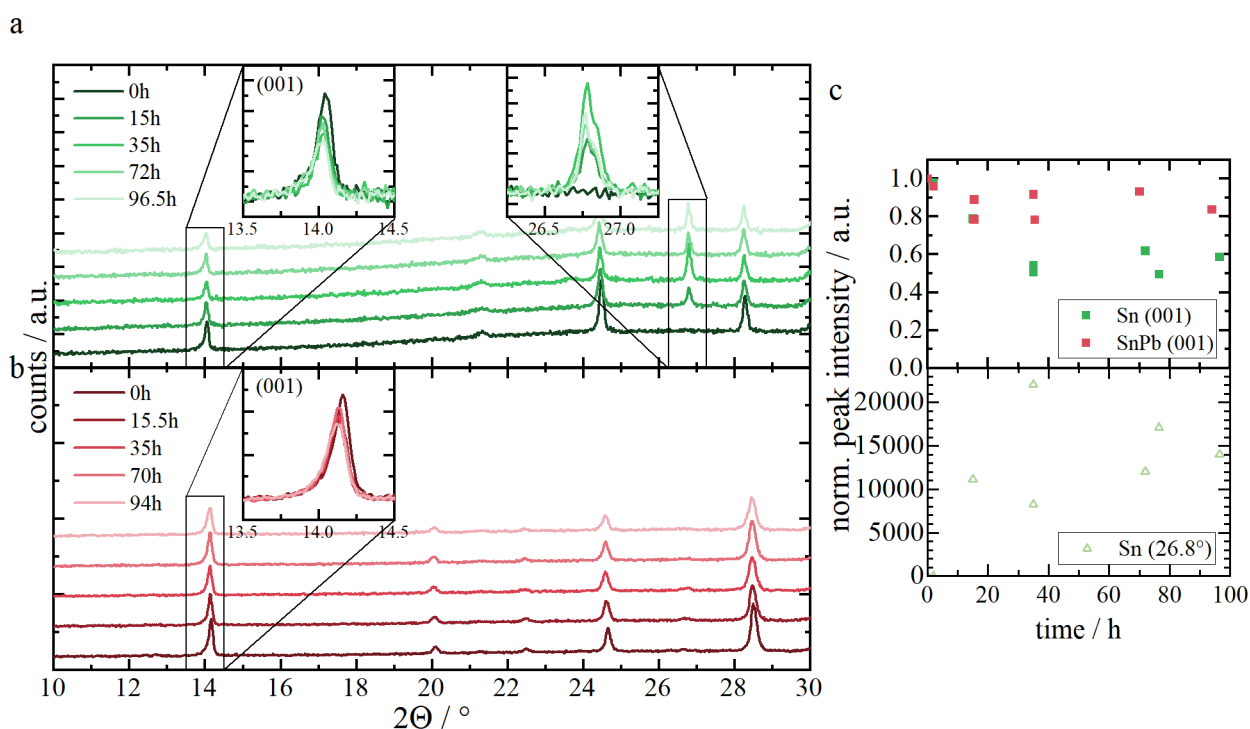 a
0h
15h
35h
72h
96.5h
(001)
13.5 14.0 14.5
26.5 27.0
b
0h
15.5h
35h
70h
94h
(001)
13.5 14.0 14.5
counts / a.u.
10 12 14 16 18 20 22 24 26 28 30
2Θ / °
c
1.0
0.8
0.6
0.4
0.2
0.0
Sn (001)
SnPb (001)
20000
15000
10000
5000
0
Sn (26.8°)
norm. peak intensity / a.u.
0 20 40 60 80 100
time / h